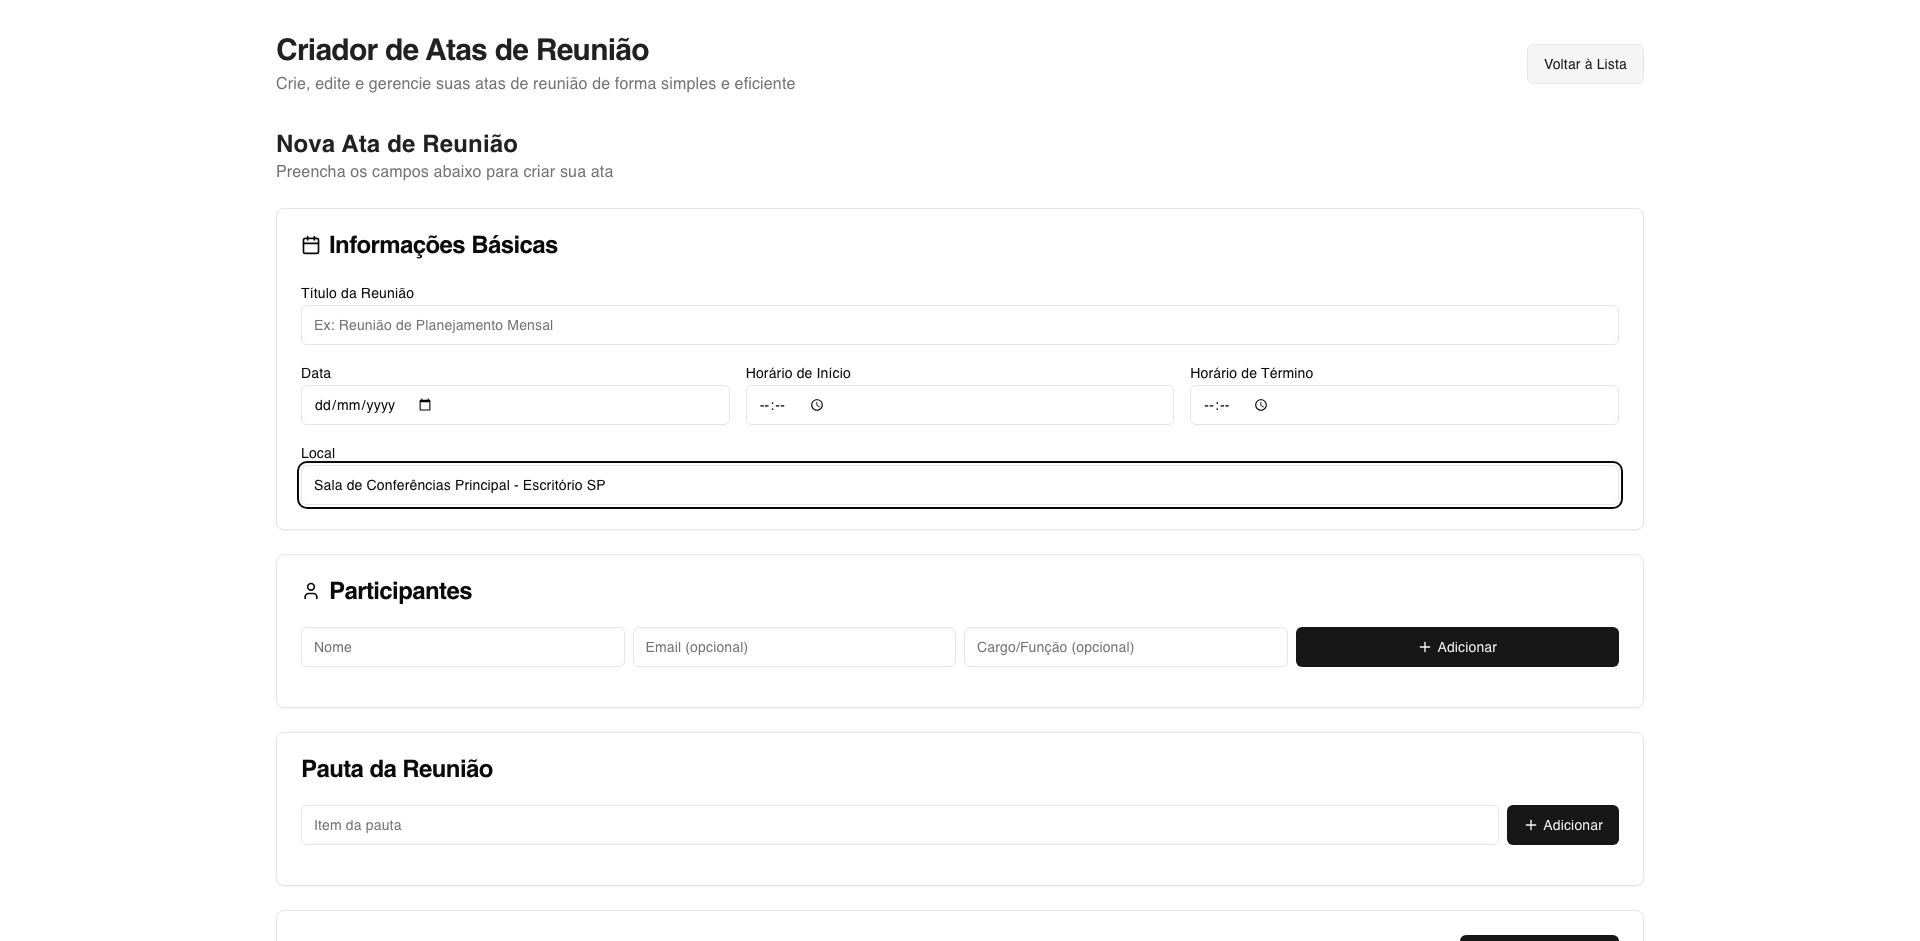 Criador de Atas de Reunião
Crie, edite e gerencie suas atas de reunião de forma simples e eficiente
Voltar à Lista
Nova Ata de Reunião
Preencha os campos abaixo para criar sua ata
Informações Básicas
Título da Reunião
Ex: Reunião de Planejamento Mensal
Data
Horário de Início
Horário de Término
dd/mm/yyyy
--:--
--:--
Local
Sala de Conferências Principal - Escritório SP
Participantes
Nome
Email (opcional)
Cargo/Função (opcional)
+ Adicionar
Pauta da Reunião
Item da pauta
+ Adicionar